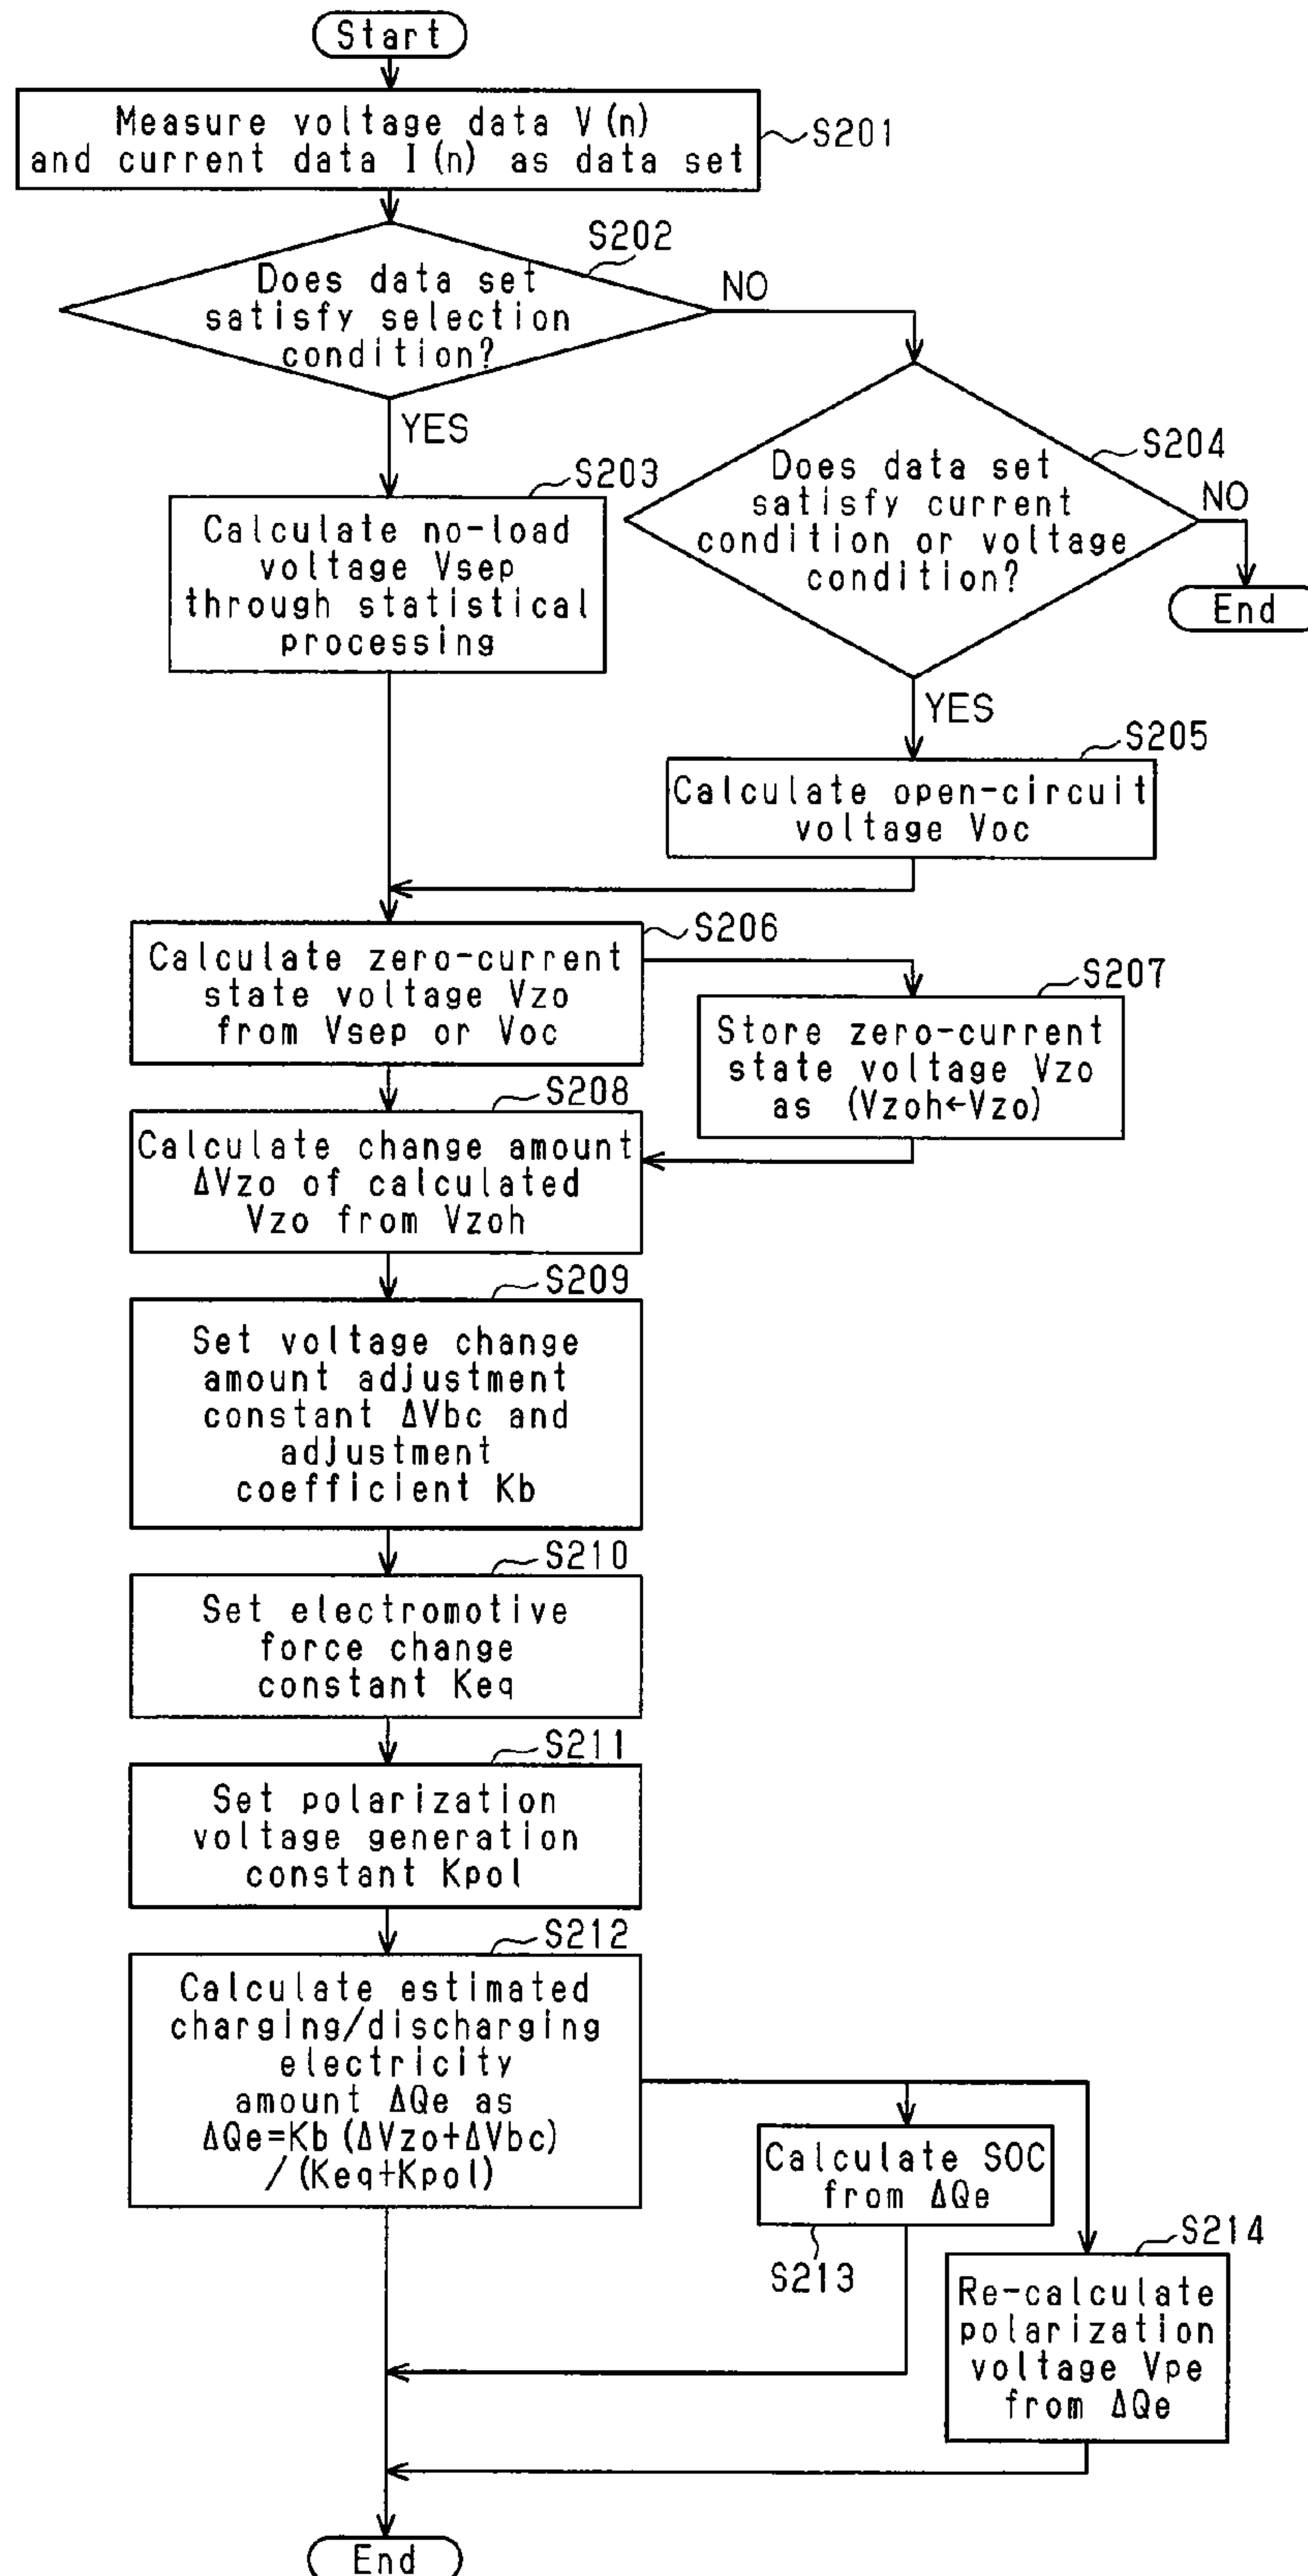 Start
Measure voltage data V(n)
and current data I(n) as data set
S201
S202
Does data set
satisfy selection
condition?
NO
YES
S203
Calculate no-load
voltage Vsep
through statistical
processing
S204
Does data set
satisfy current
condition or voltage
condition?
NO
End
YES
S205
Calculate open-circuit
voltage Voc
S206
Calculate zero-current
state voltage Vzo
from Vsep or Voc
S207
Store zero-current
state voltage Vzo
as (Vzoh←Vzo)
S208
Calculate change amount
ΔVzo of calculated
Vzo from Vzoh
S209
Set voltage change
amount adjustment
constant ΔVbc and
adjustment
coefficient Kb
S210
Set electromotive
force change
constant Keq
S211
Set polarization
voltage generation
constant Kpol
S212
Calculate estimated
charging/discharging
electricity
amount ΔQe as
ΔQe=Kb(ΔVzo+ΔVbc)
/(Keq+Kpol)
Calculate SOC
from ΔQe
S213
S214
Re-calculate
polarization
voltage Vpe
from ΔQe
End